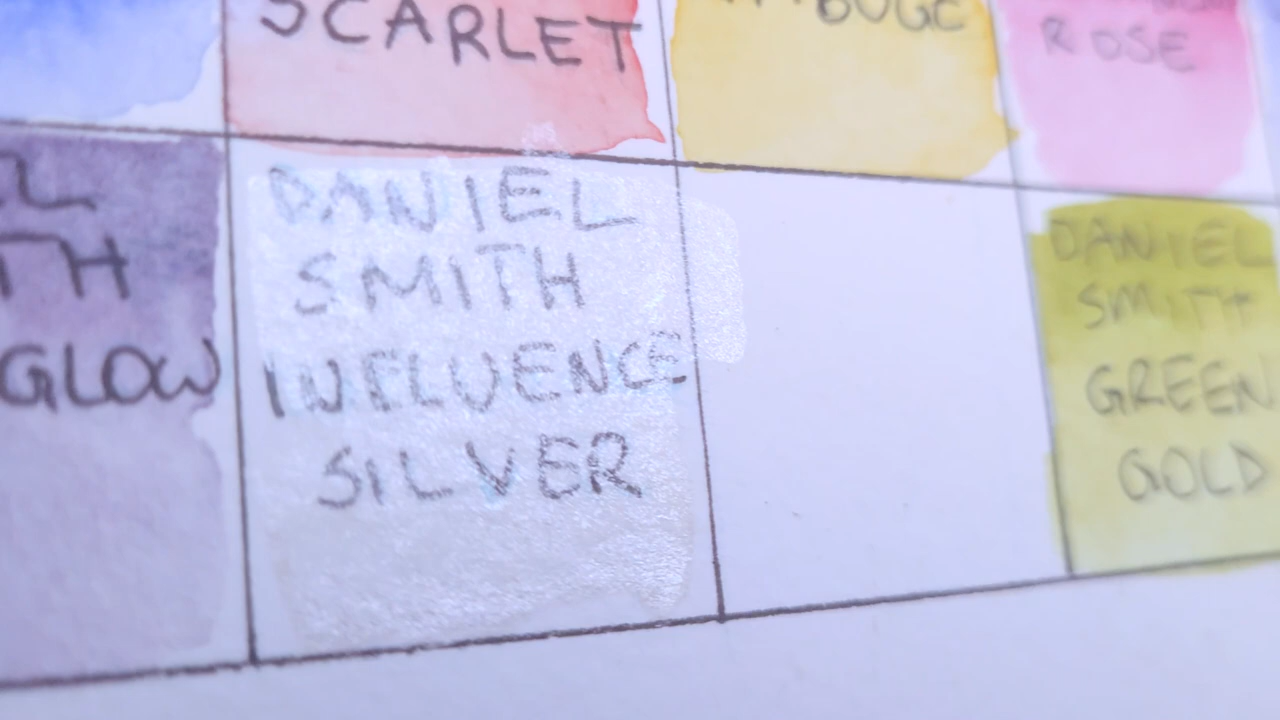 SCARLET
ROSE
GLOW
DANIEL
SMITH
INFLUENCE
SILVER
DANIEL
SMITH
GREEN
GOLD